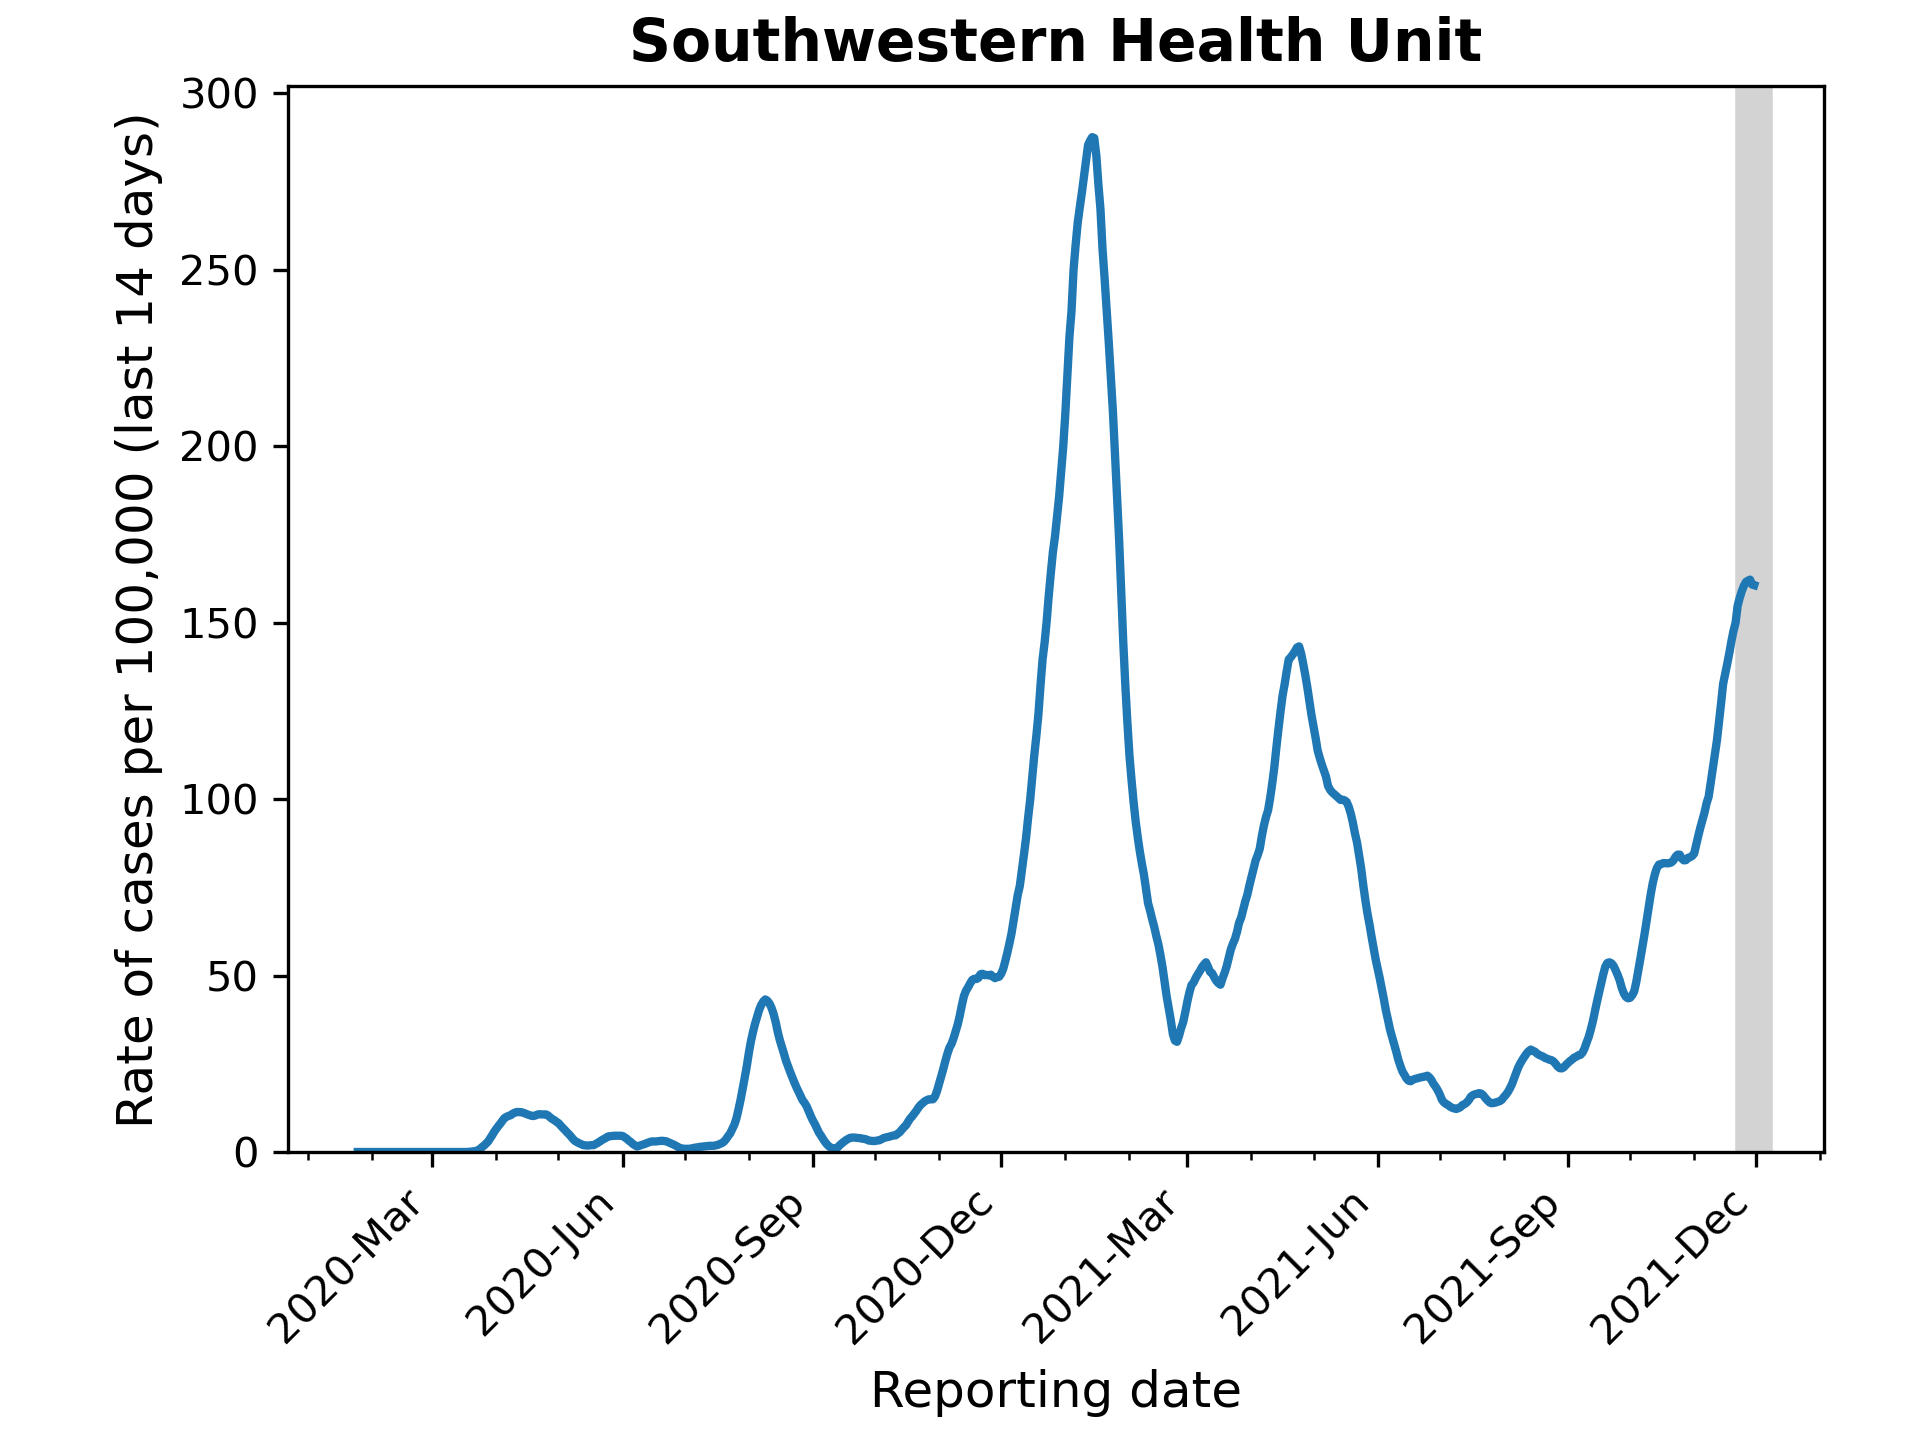 Southwestern Health Unit
Rate of cases per 100,000 (last 14 days)
300
250
200
150
100
50
0
2020-Mar
2020-Jun
2020-Sep
2020-Dec
2021-Mar
2021-Jun
2021-Sep
2021-Dec
Reporting date